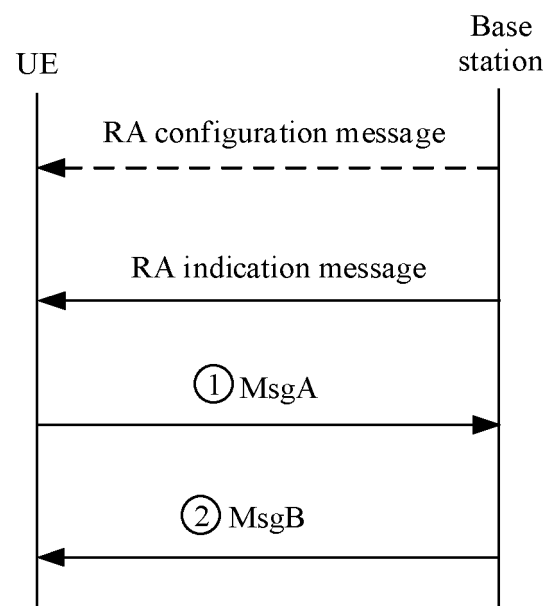 Base
station
UE
RA configuration message
RA indication message
① MsgA
② MsgB